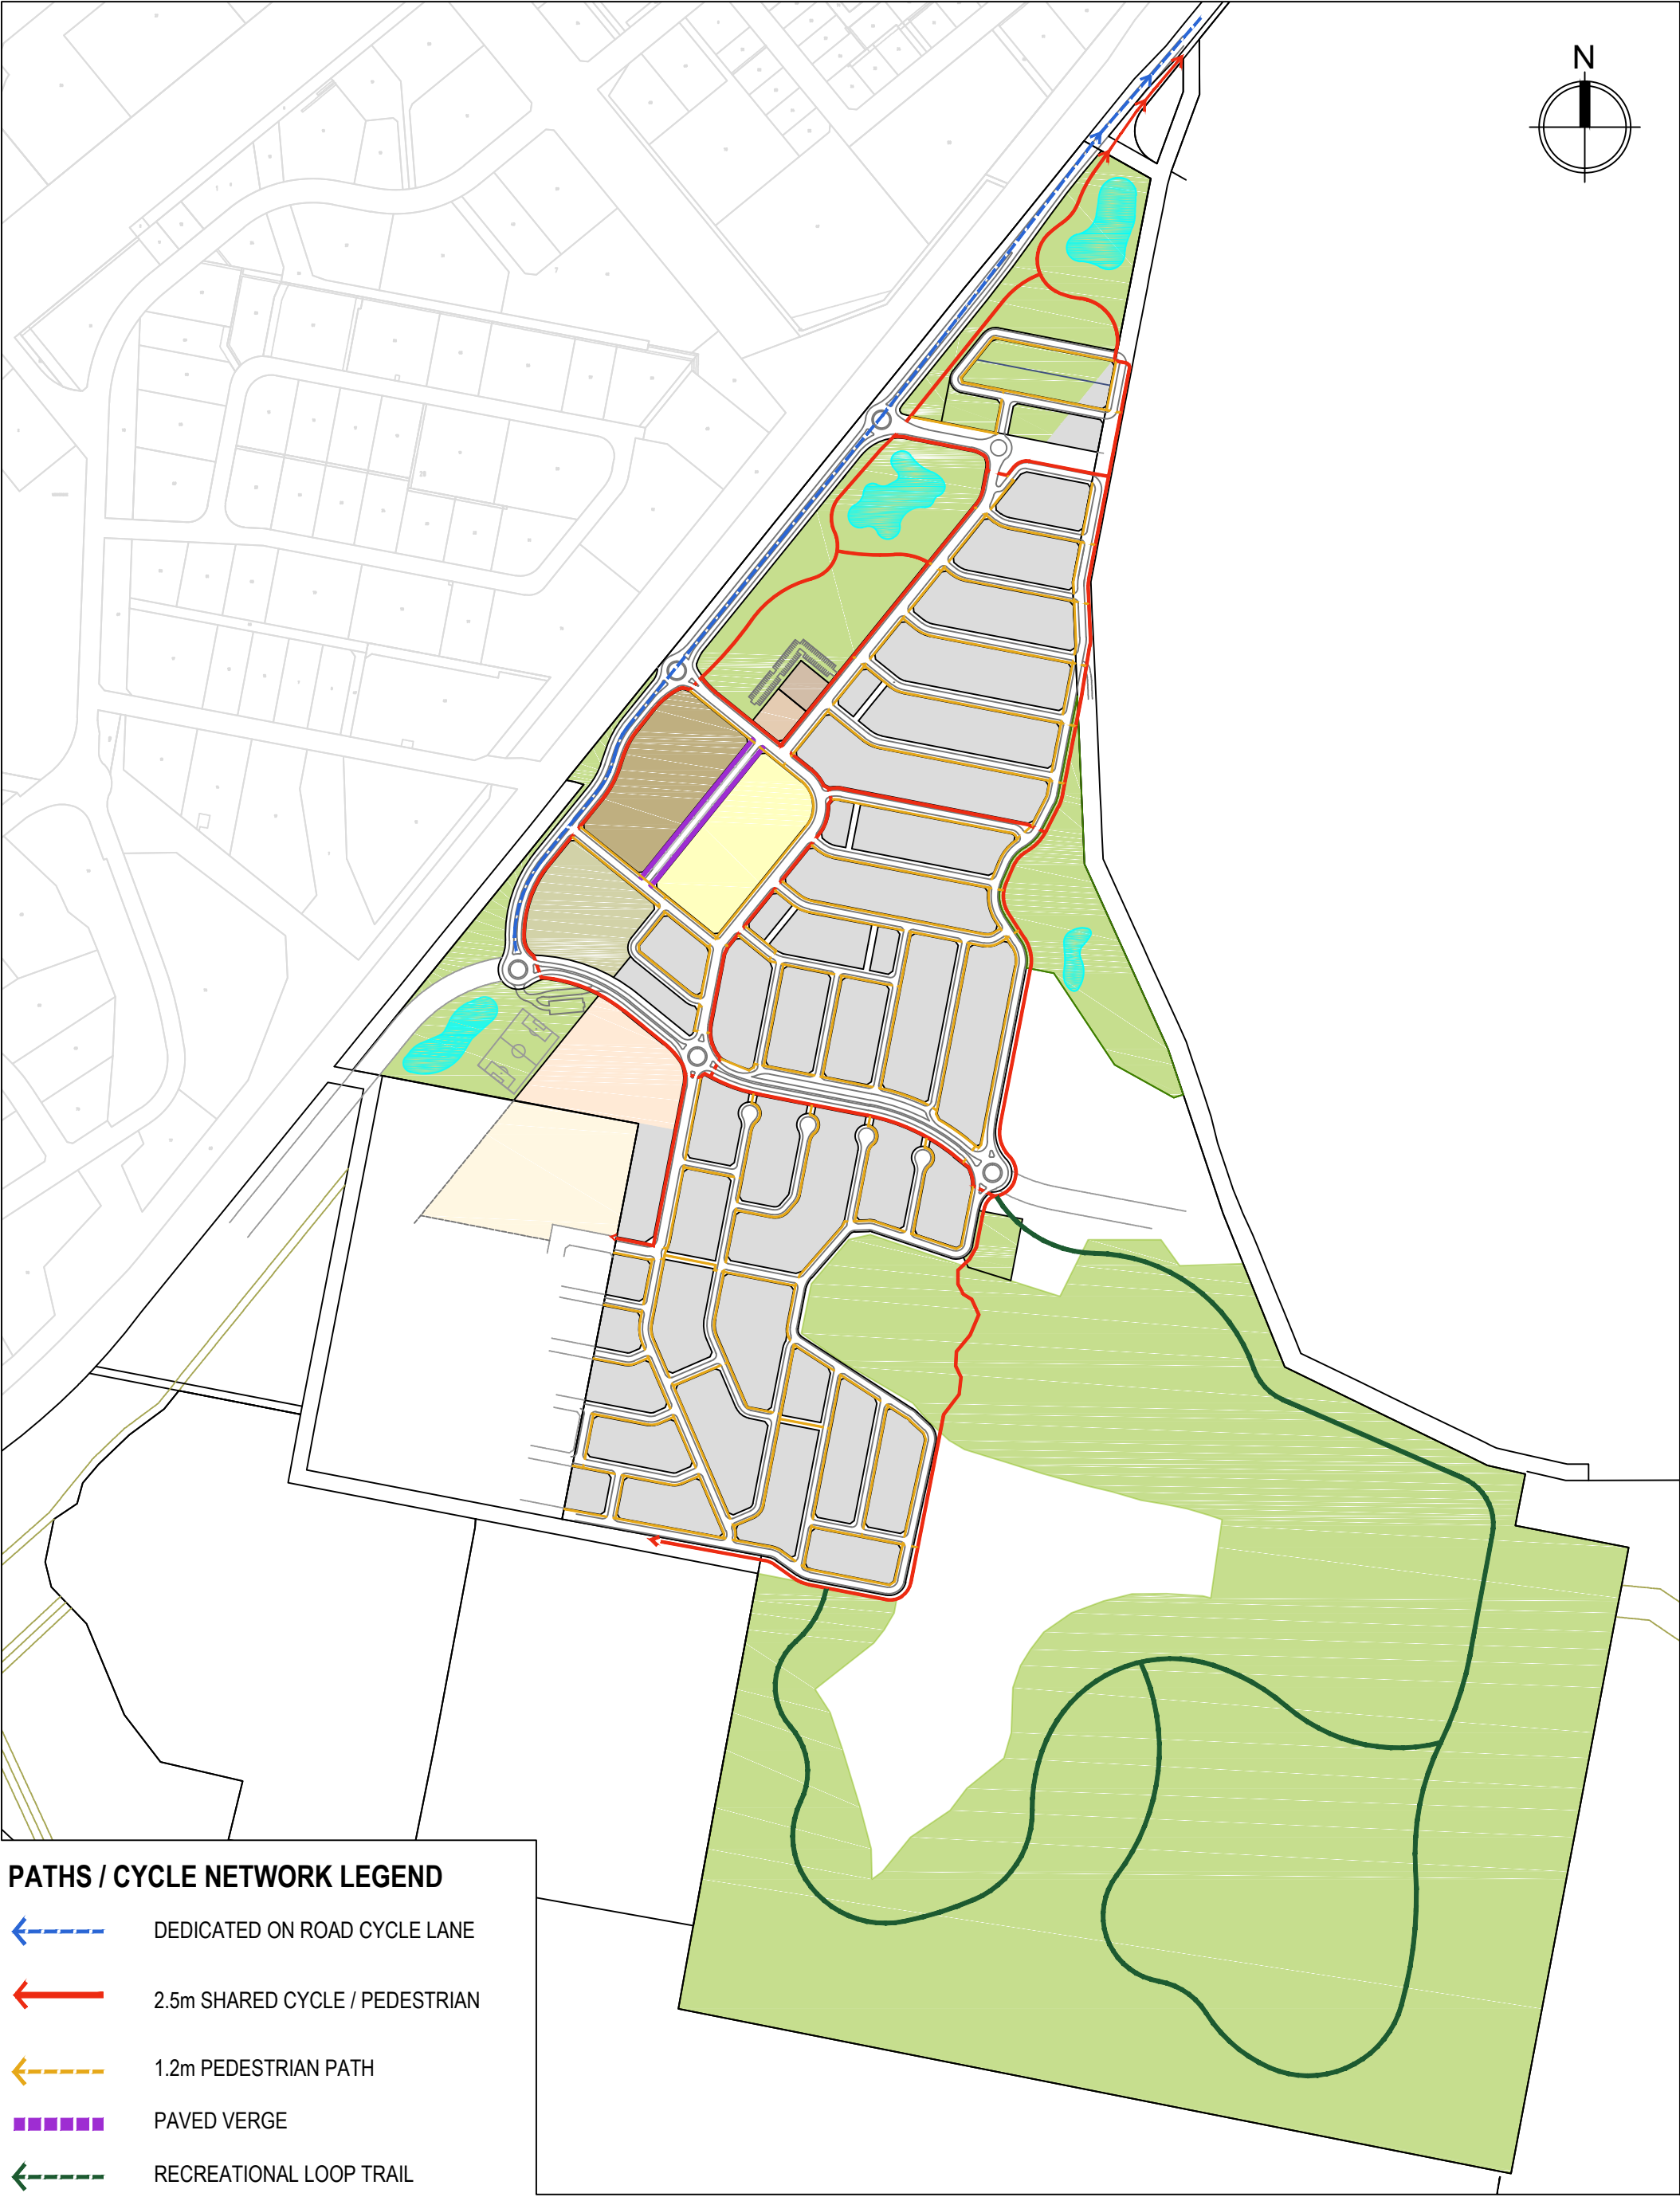 N
PATHS / CYCLE NETWORK LEGEND
DEDICATED ON ROAD CYCLE LANE
2.5m SHARED CYCLE / PEDESTRIAN
1.2m PEDESTRIAN PATH
PAVED VERGE
RECREATIONAL LOOP TRAIL